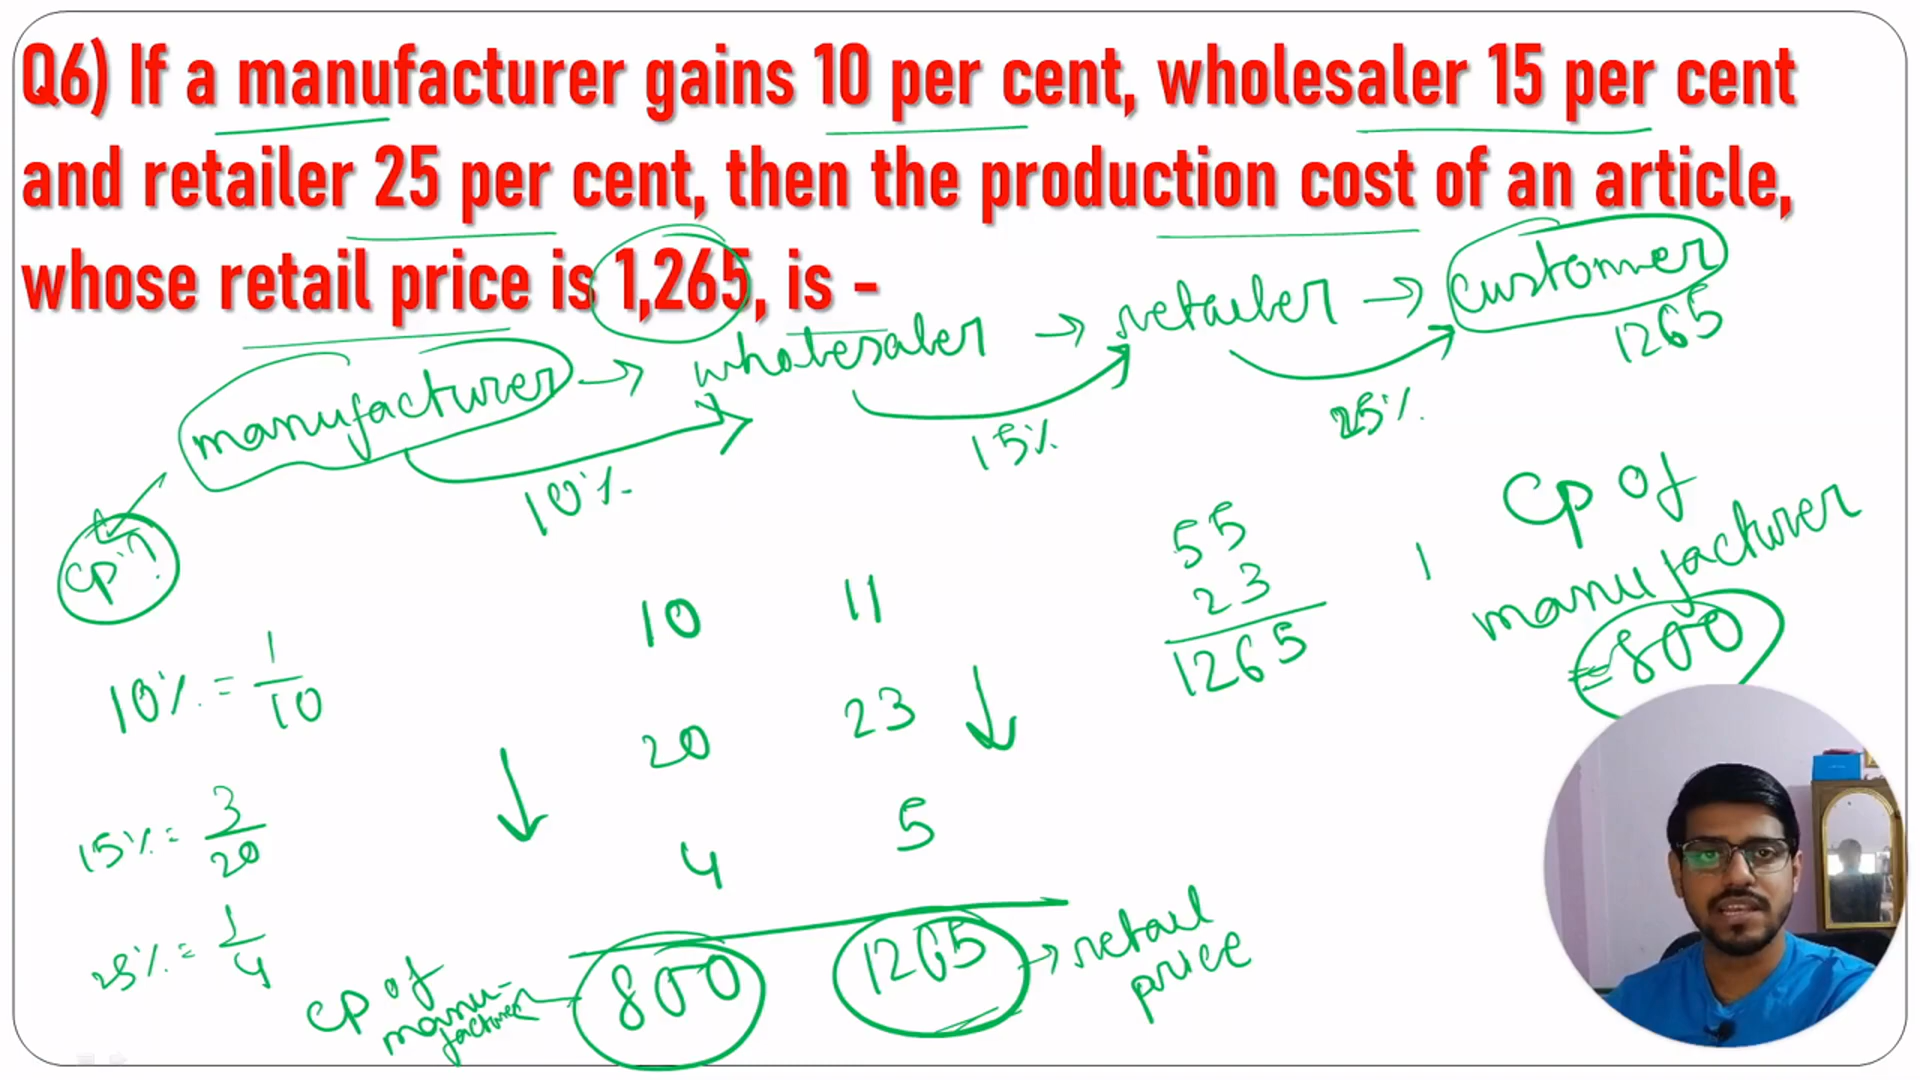 Q6) If a manufacturer gains 10 per cent, wholesaler 15 per cent
and retailer 25 per cent, then the production cost of an article,
whose retail price is 1,265, is -
manufacturer → wholesaler → retailer → customer
1265
10%
15%
25%
CP ?
10% = 1/10
15% = 3/20
25% = 1/4
10 11
20 23
4 5
800 1265 → retail
price
CP of
manu-
facturer
55
23
1265
CP of
manufacturer
= 800